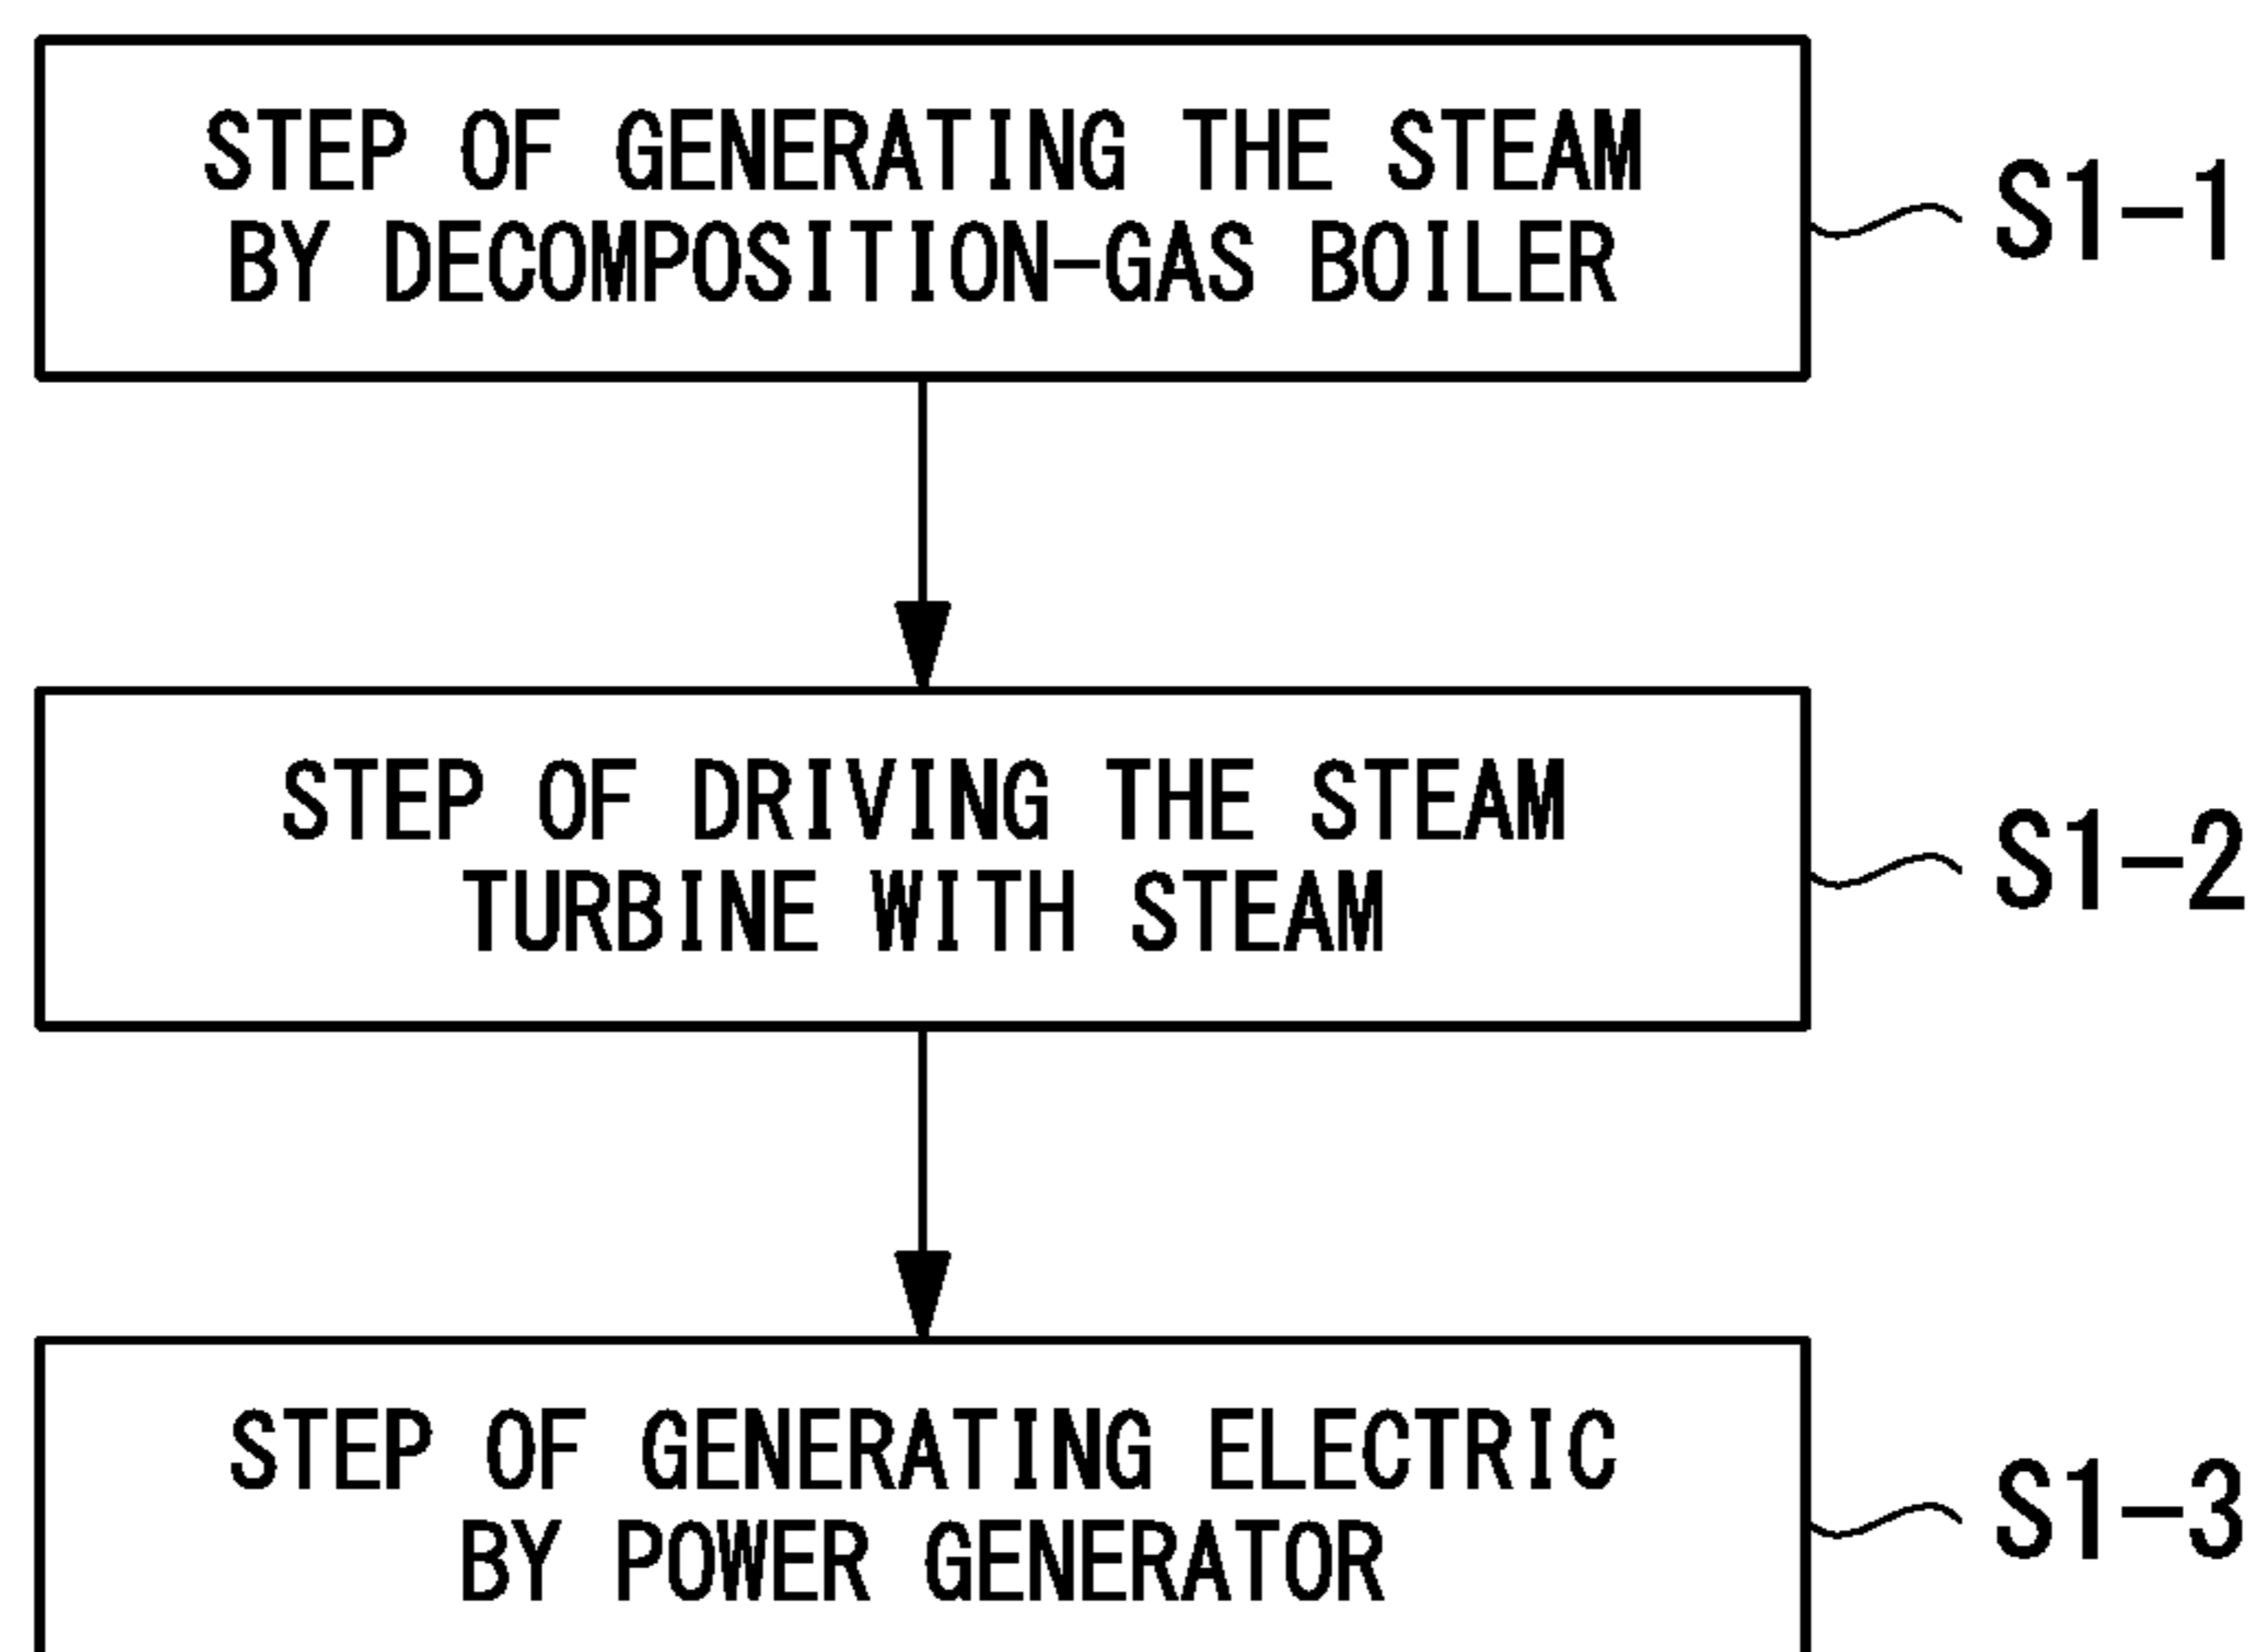 STEP OF GENERATING THE STEAM
BY DECOMPOSITION-GAS BOILER
S1-1
STEP OF DRIVING THE STEAM
TURBINE WITH STEAM
S1-2
STEP OF GENERATING ELECTRIC
BY POWER GENERATOR
S1-3